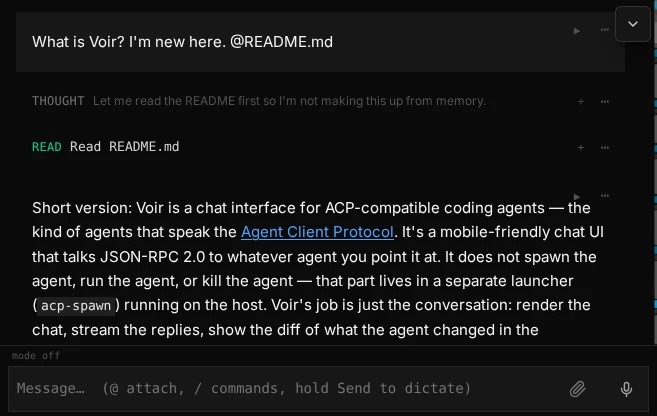 What is Voir? I'm new here. @README.md
THOUGHT Let me read the README first so I'm not making this up from memory.
READ Read README.md
Short version: Voir is a chat interface for ACP-compatible coding agents — the
kind of agents that speak the Agent Client Protocol. It's a mobile-friendly chat UI
that talks JSON-RPC 2.0 to whatever agent you point it at. It does not spawn the
agent, run the agent, or kill the agent — that part lives in a separate launcher
(acp-spawn) running on the host. Voir's job is just the conversation: render the
chat, stream the replies, show the diff of what the agent changed in the
mode off
Message… (@ attach, / commands, hold Send to dictate)